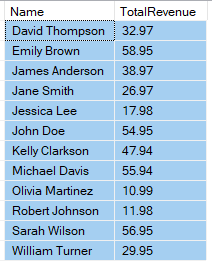 Name TotalRevenue
David Thompson 32.97
Emily Brown 58.95
James Anderson 38.97
Jane Smith 26.97
Jessica Lee 17.98
John Doe 54.95
Kelly Clarkson 47.94
Michael Davis 55.94
Olivia Martinez 10.99
Robert Johnson 11.98
Sarah Wilson 56.95
William Turner 29.95